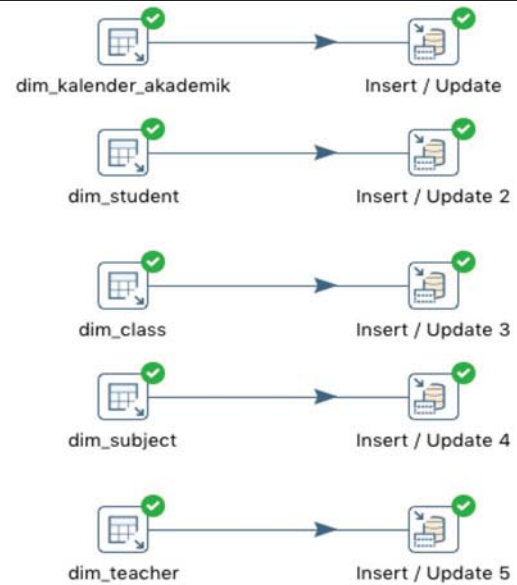 dim_kalender_akademik
Insert / Update
dim_student
Insert / Update 2
dim_class
Insert / Update 3
dim_subject
Insert / Update 4
dim_teacher
Insert / Update 5